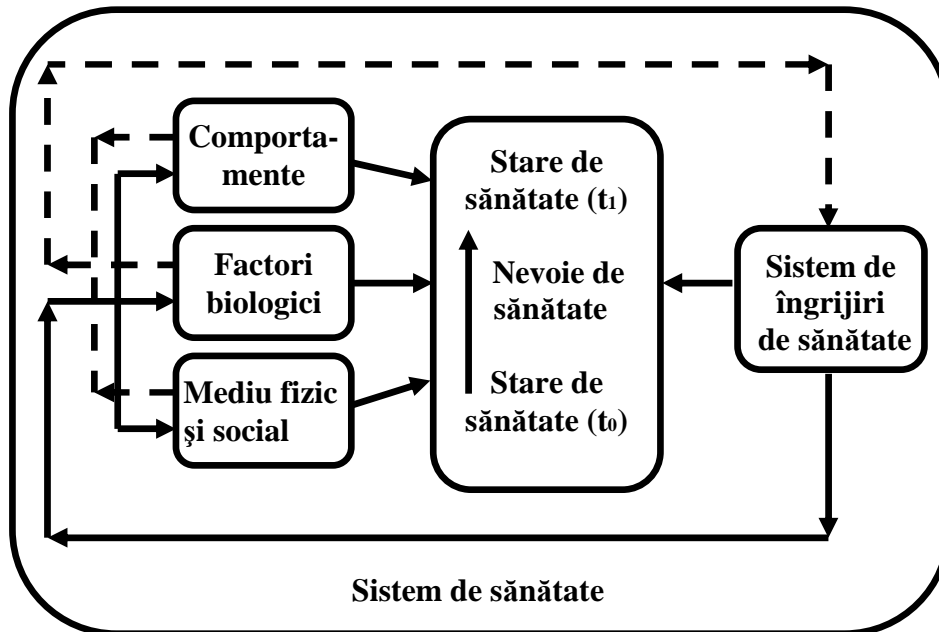 Comporta-
mente
Factori
biologici
Mediu fizic
şi social
Stare de
sănătate (t₁)
Nevoie de
sănătate
Stare de
sănătate (t₀)
Sistem de
îngrijiri
de sănătate
Sistem de sănătate